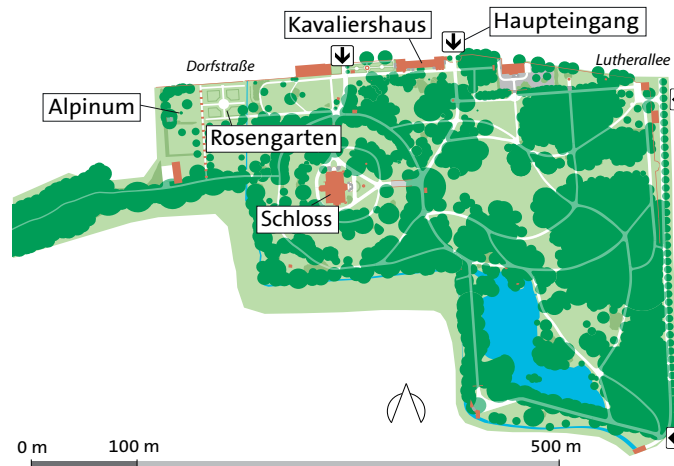 Haupteingang
Kavaliershaus
Dorfstraße
Lutherallee
Alpinum
Rosengarten
Schloss
0 m
100 m
500 m